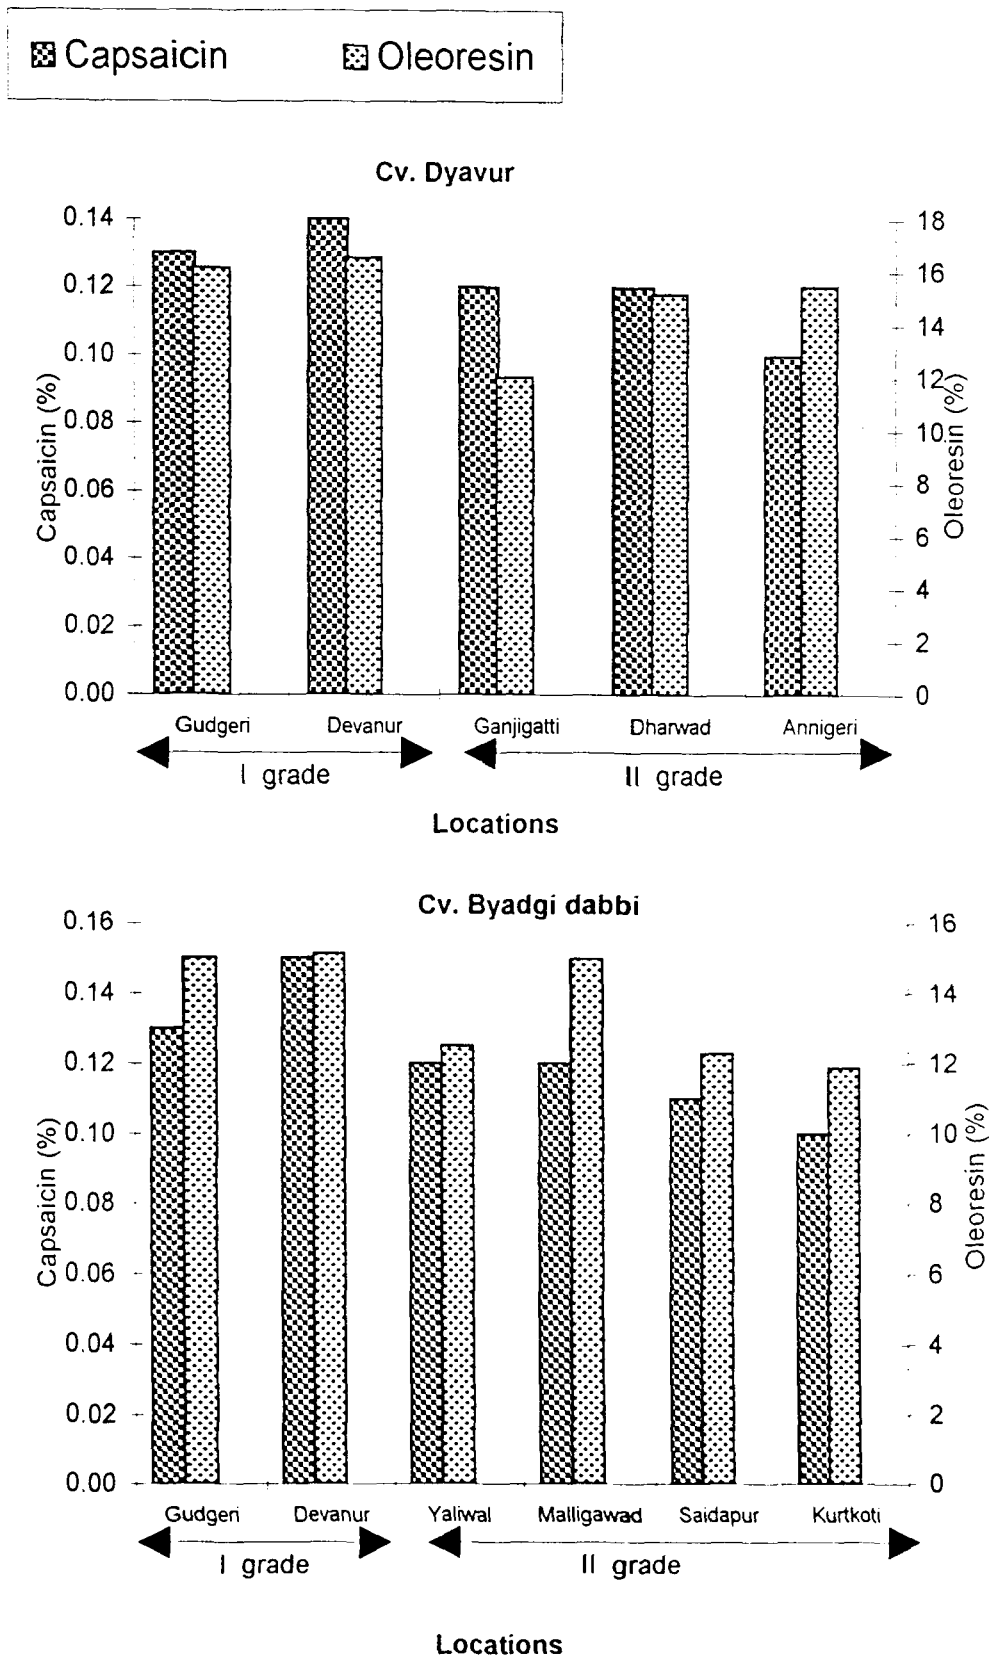 Capsaicin Oleoresin
Cv. Dyavur
0.14
0.12
0.10
0.08
0.06
0.04
0.02
0.00
Capsaicin (%)
18
16
14
12
10
8
6
4
2
0
Oleoresin (%)
Gudgeri Devanur Ganjigatti Dharwad Annigeri
I grade II grade
Locations
Cv. Byadgi dabbi
0.16
0.14
0.12
0.10
0.08
0.06
0.04
0.02
0.00
Capsaicin (%)
16
14
12
10
8
6
4
2
0
Oleoresin (%)
Gudgeri Devanur Yaliwal Malligawad Saidapur Kurtkoti
I grade II grade
Locations